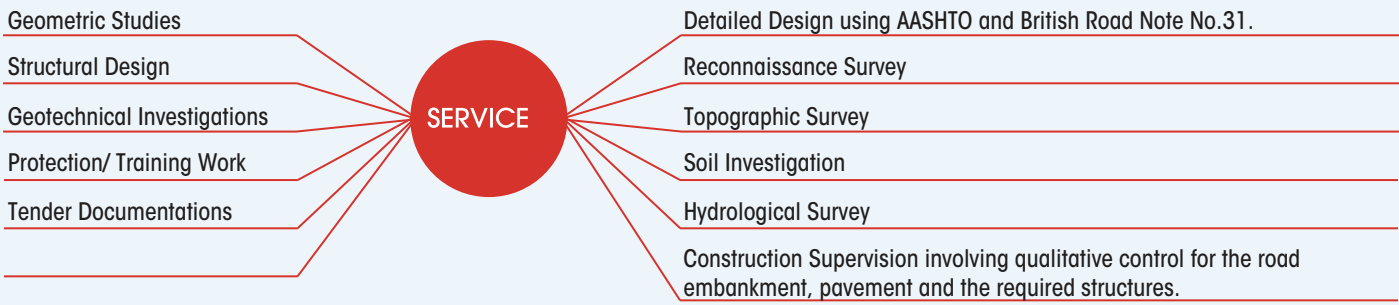 Geometric Studies
Structural Design
Geotechnical Investigations
Protection/ Training Work
Tender Documentations
SERVICE
Detailed Design using AASHTO and British Road Note No.31.
Reconnaissance Survey
Topographic Survey
Soil Investigation
Hydrological Survey
Construction Supervision involving qualitative control for the road
embankment, pavement and the required structures.